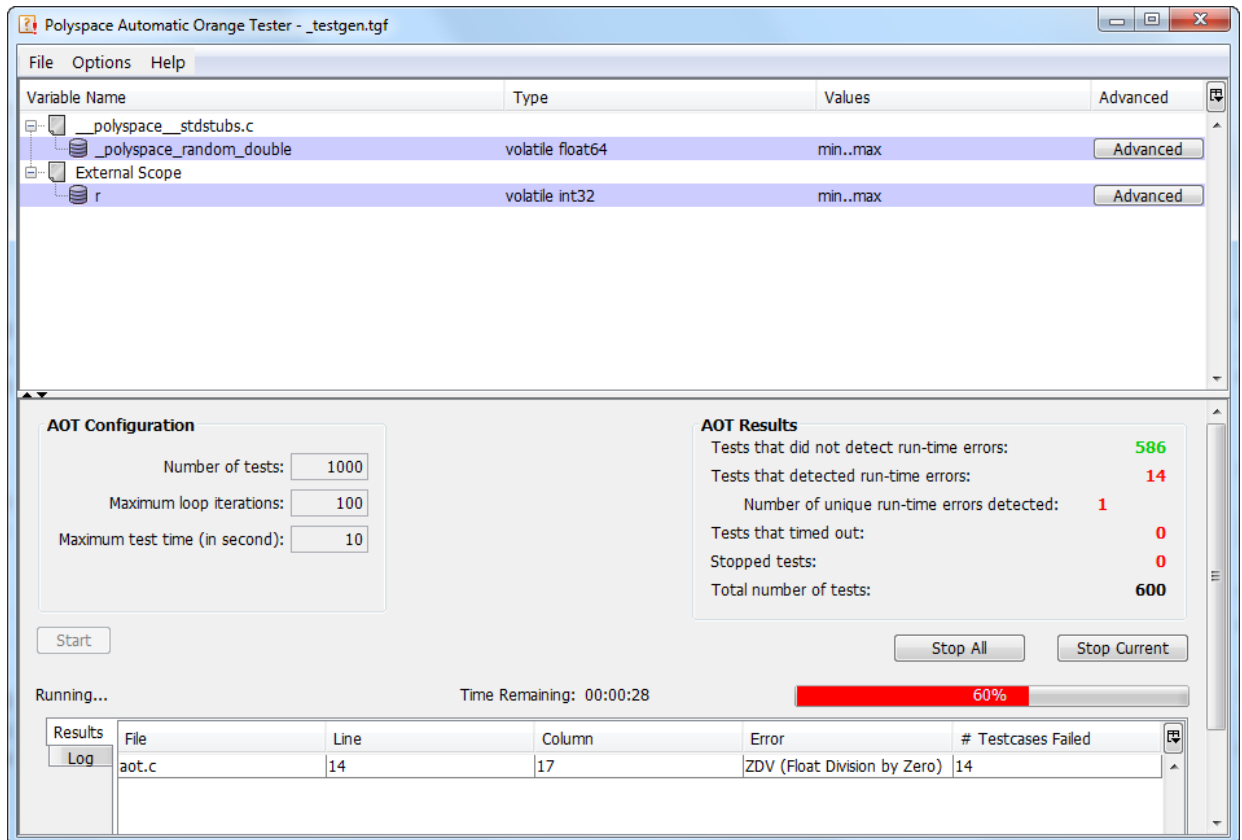 Polyspace Automatic Orange Tester - _testgen.tgf
File Options Help
Variable Name Type Values Advanced
__polyspace__stdstubs.c
_polyspace_random_double volatile float64 min..max Advanced
External Scope
r volatile int32 min..max Advanced
AOT Configuration
Number of tests: 1000
Maximum loop iterations: 100
Maximum test time (in second): 10
AOT Results
Tests that did not detect run-time errors: 586
Tests that detected run-time errors: 14
Number of unique run-time errors detected: 1
Tests that timed out: 0
Stopped tests: 0
Total number of tests: 600
Start Stop All Stop Current
Running... Time Remaining: 00:00:28 60%
Results
Log
File Line Column Error # Testcases Failed
aot.c 14 17 ZDV (Float Division by Zero) 14